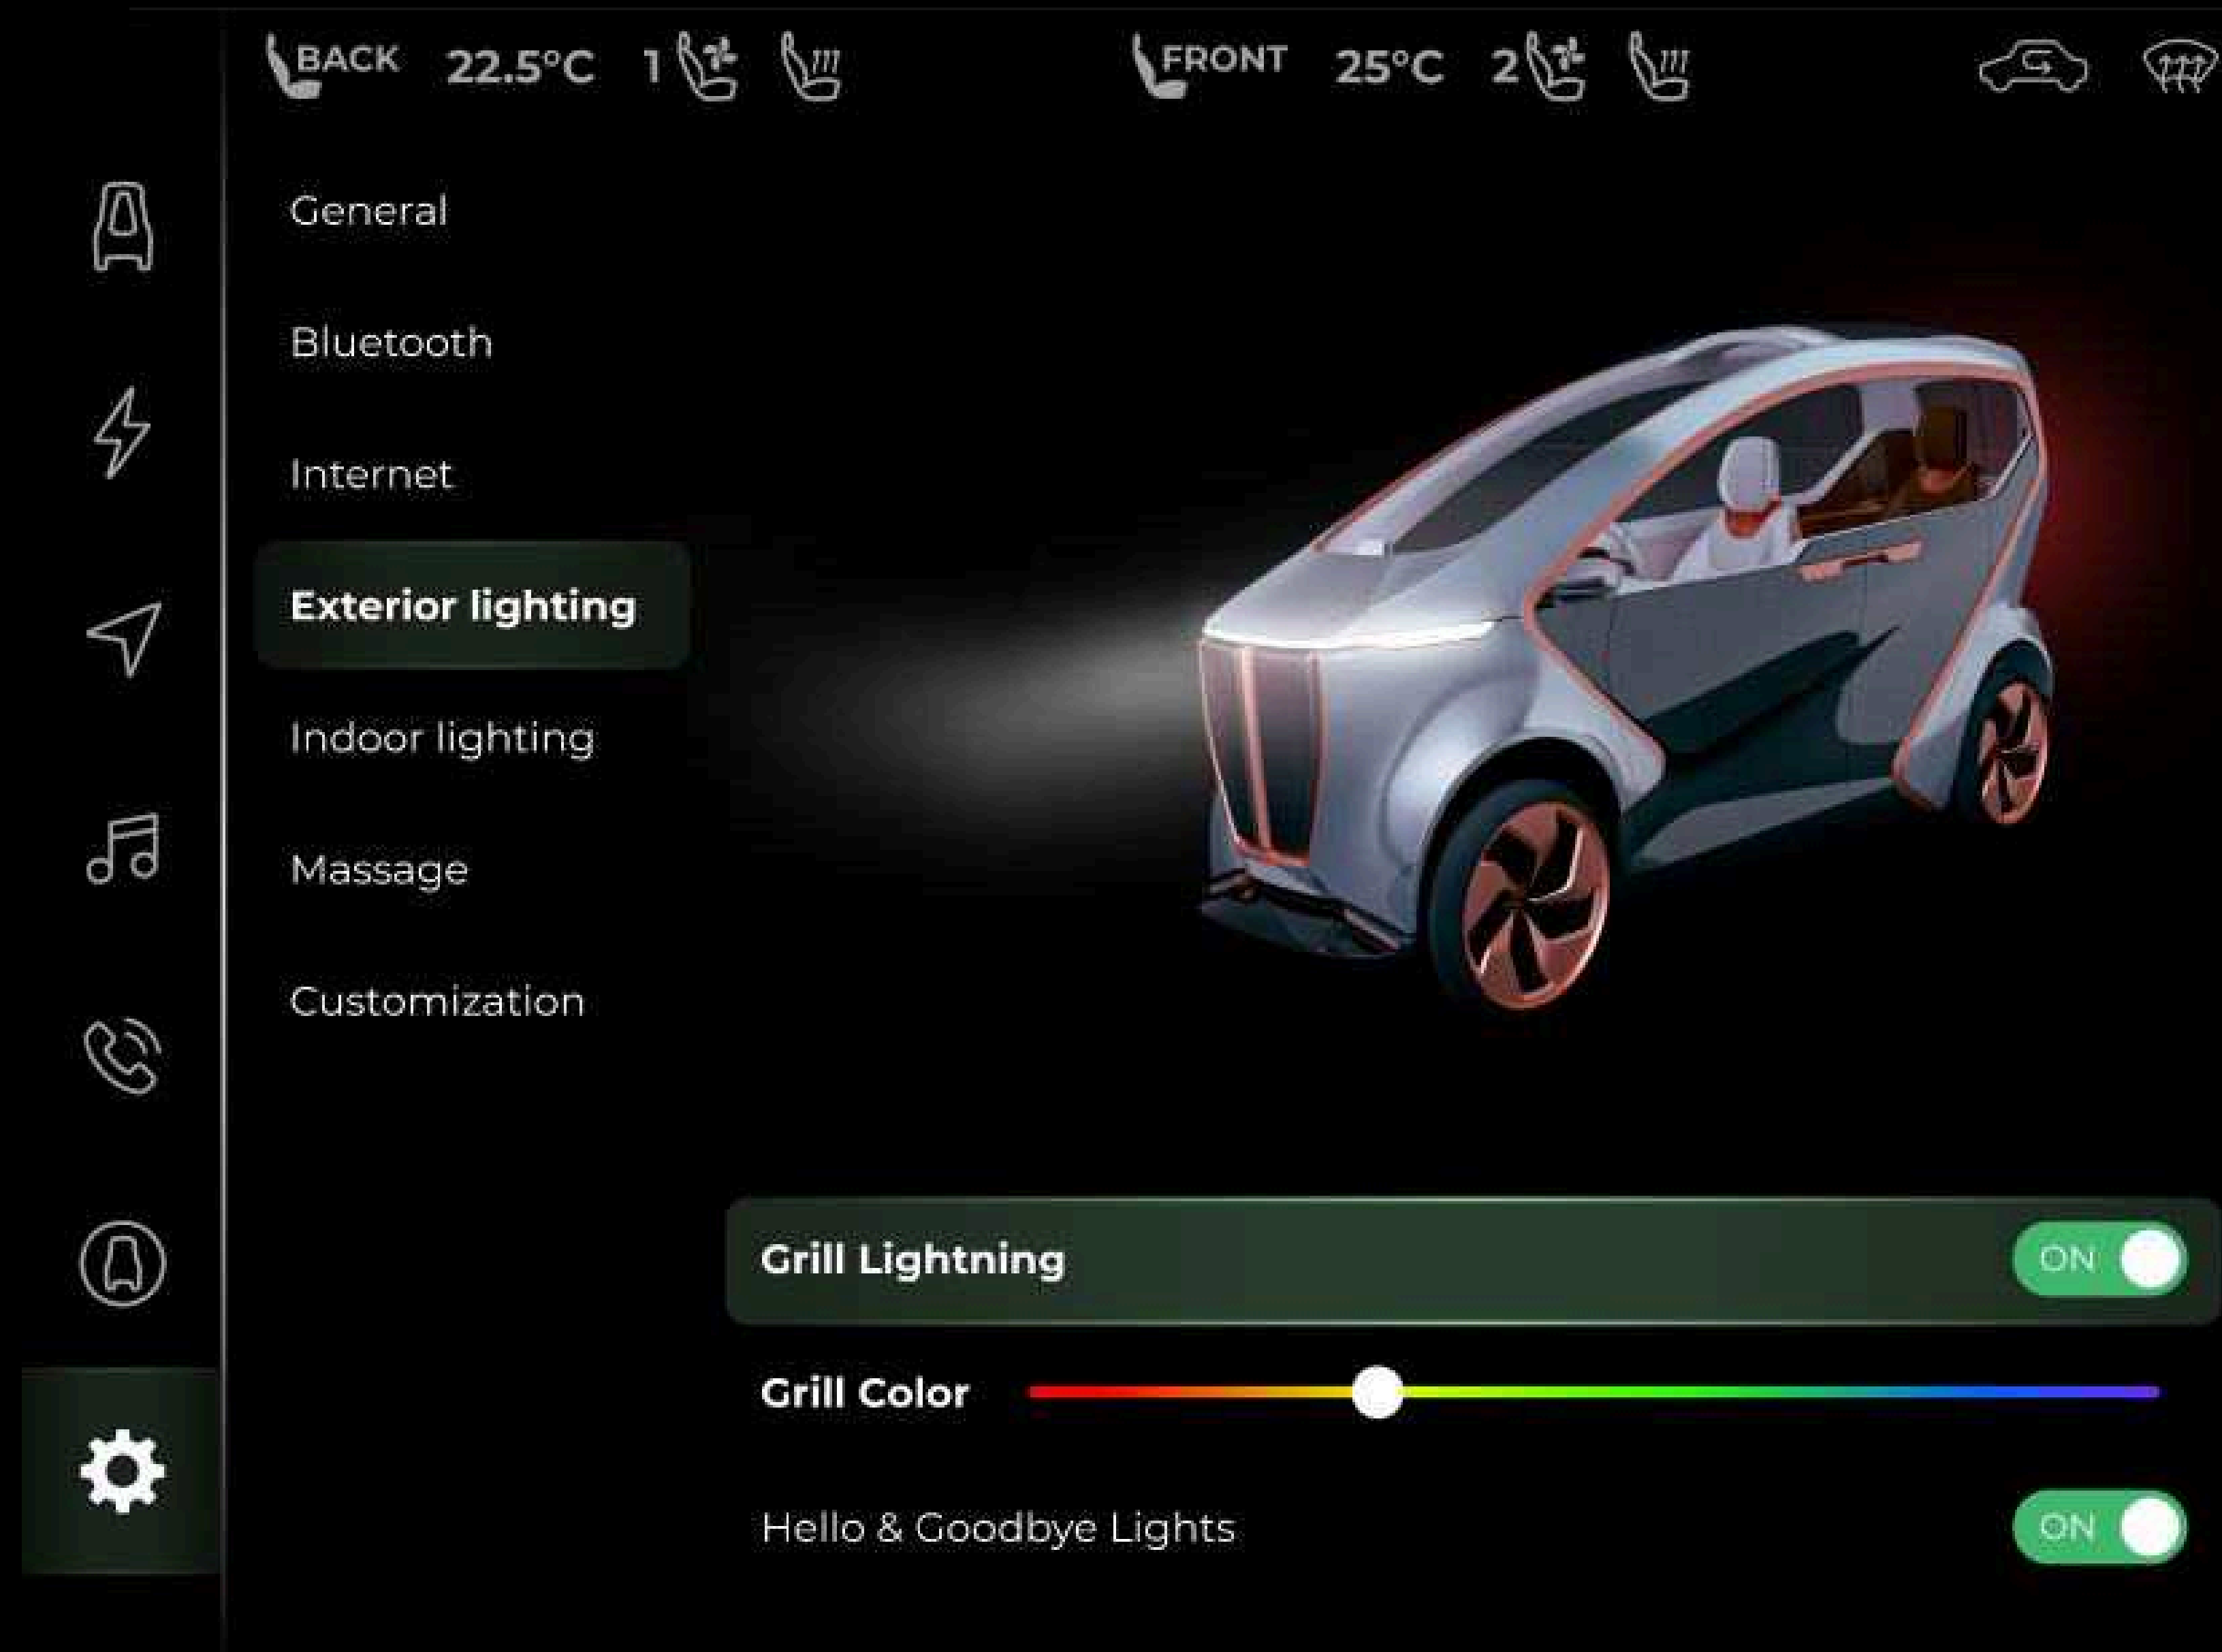 BACK 22.5°C 1 FRONT 25°C 2
General
Bluetooth
Internet
Exterior lighting
Indoor lighting
Massage
Customization
Grill Lightning ON
Grill Color
Hello & Goodbye Lights ON